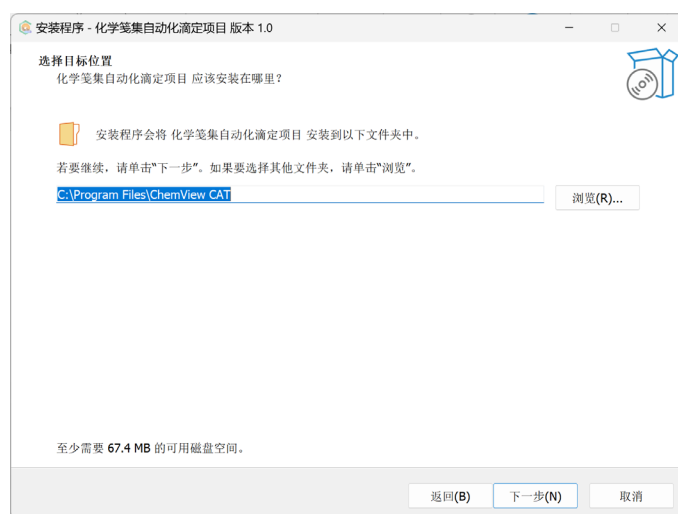 安装程序 - 化学笺集自动化滴定项目 版本 1.0
选择目标位置
化学笺集自动化滴定项目 应该安装在哪里？
安装程序会将 化学笺集自动化滴定项目 安装到以下文件夹中。
若要继续，请单击“下一步”。如果要选择其他文件夹，请单击“浏览”。
C:\Program Files\ChemView CAT
浏览(R)...
至少需要 67.4 MB 的可用磁盘空间。
返回(B)
下一步(N)
取消